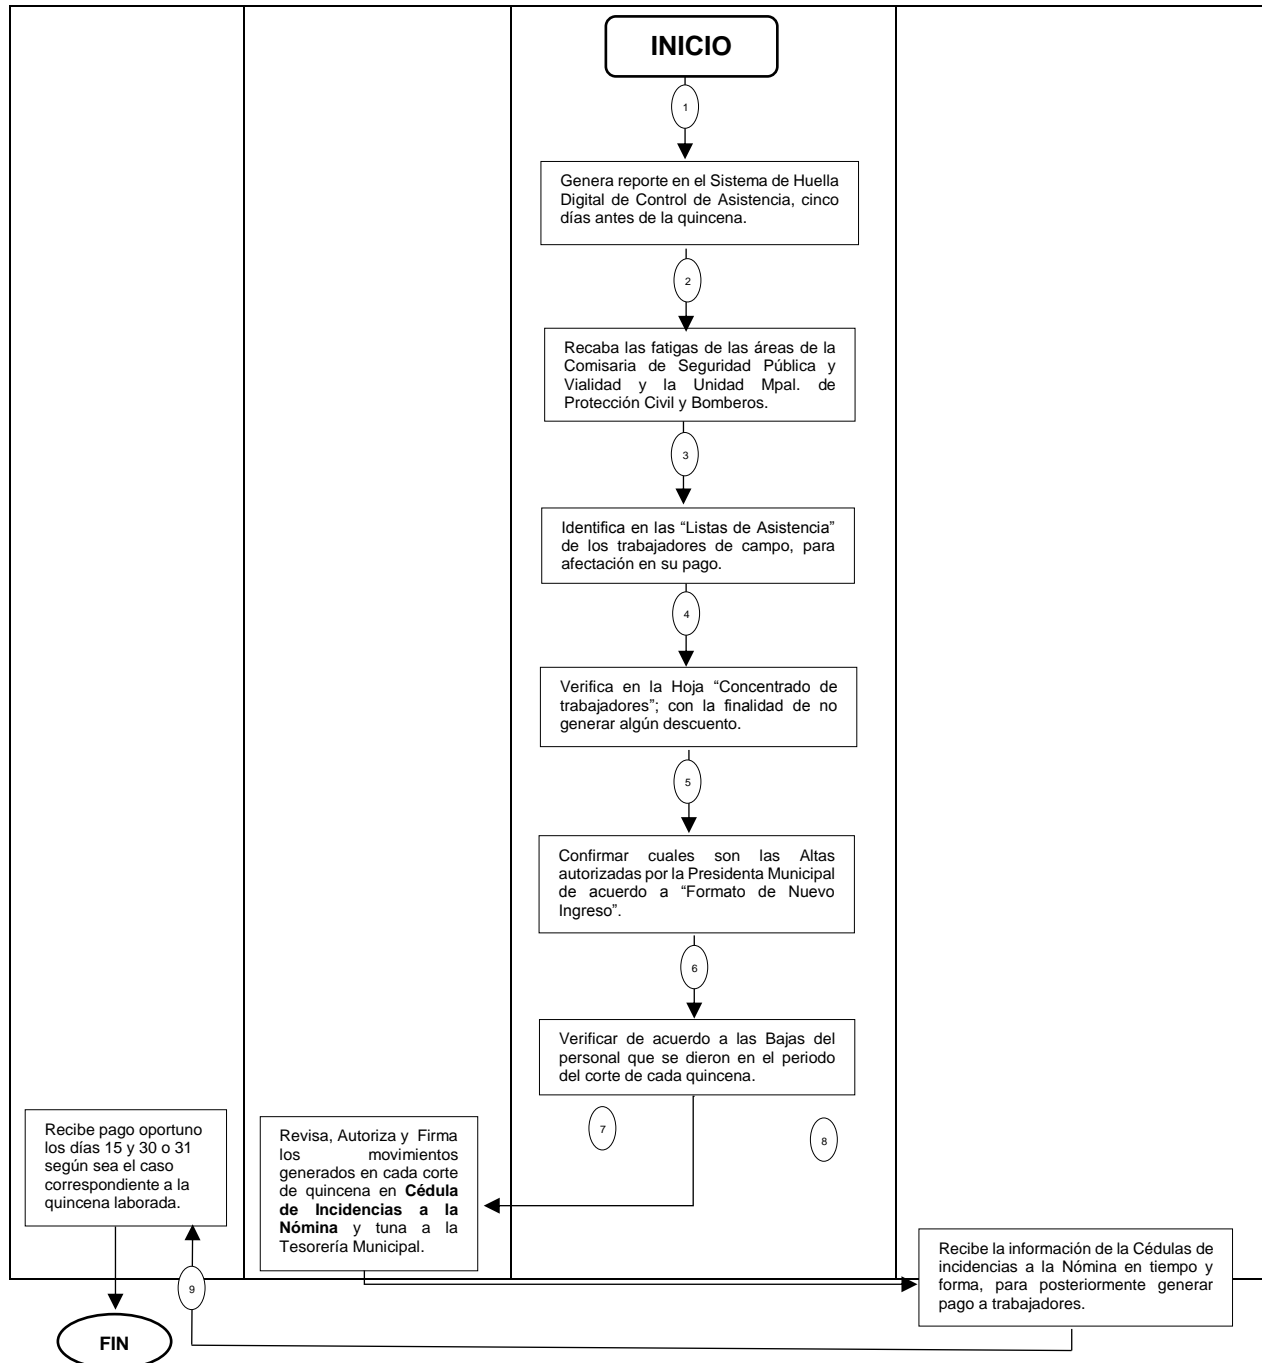 INICIO
1
Genera reporte en el Sistema de Huella
Digital de Control de Asistencia, cinco
días antes de la quincena.
2
Recaba las fatigas de las áreas de la
Comisaria de Seguridad Pública y
Vialidad y la Unidad Mpal. de
Protección Civil y Bomberos.
3
Identifica en las “Listas de Asistencia”
de los trabajadores de campo, para
afectación en su pago.
4
Verifica en la Hoja “Concentrado de
trabajadores”; con la finalidad de no
generar algún descuento.
5
Confirmar cuales son las Altas
autorizadas por la Presidenta Municipal
de acuerdo a “Formato de Nuevo
Ingreso”.
6
Verificar de acuerdo a las Bajas del
personal que se dieron en el periodo
del corte de cada quincena.
7
8
Revisa, Autoriza y Firma
los movimientos
generados en cada corte
de quincena en Cédula
de Incidencias a la
Nómina y tuna a la
Tesorería Municipal.
Recibe la información de la Cédulas de
incidencias a la Nómina en tiempo y
forma, para posteriormente generar
pago a trabajadores.
9
Recibe pago oportuno
los días 15 y 30 o 31
según sea el caso
correspondiente a la
quincena laborada.
FIN